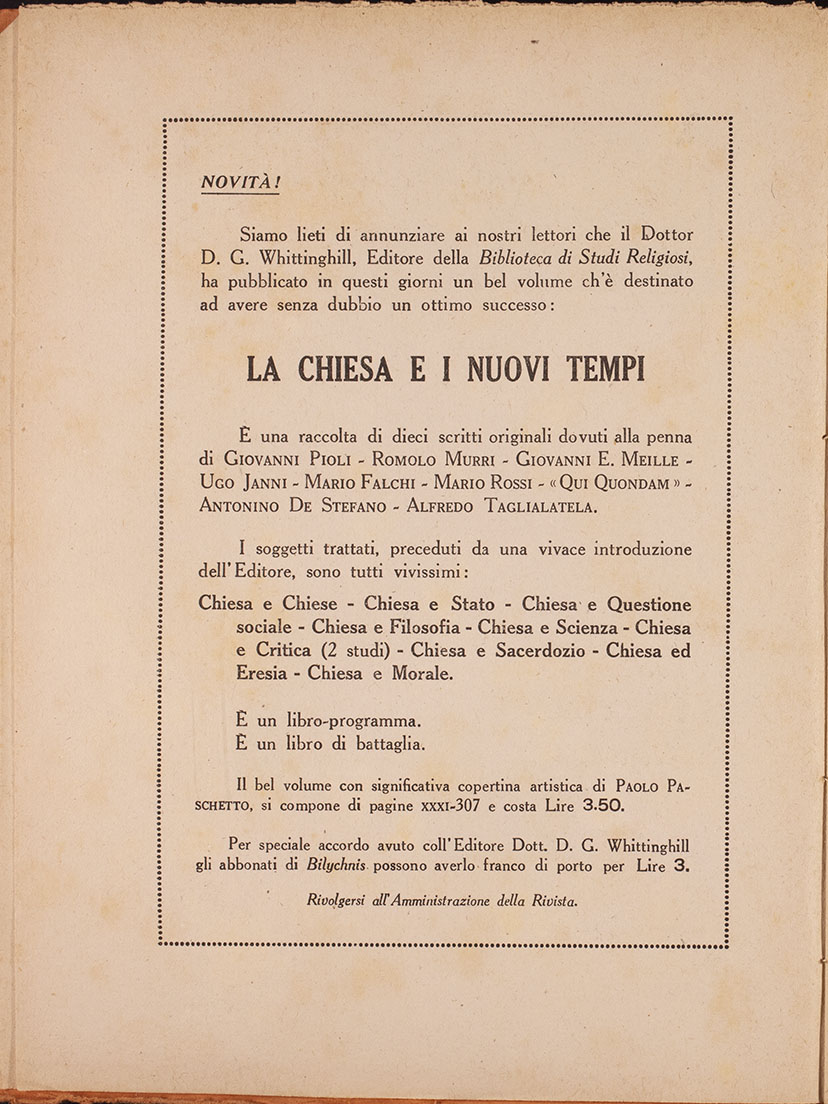 NOVITÀ!
Siamo lieti di annunziare ai nostri lettori che il Dottor
D. G. Whittinghill, Editore della Biblioteca di Studi Religiosi,
ha pubblicato in questi giorni un bel volume ch'è destinato
ad avere senza dubbio un ottimo successo:
LA CHIESA E I NUOVI TEMPI
È una raccolta di dieci scritti originali dovuti alla penna
di GIOVANNI PIOLI - ROMOLO MURRI - GIOVANNI E. MEILLE -
UGO JANNI - MARIO FALCHI - MARIO ROSSI - « QUI QUONDAM » -
ANTONINO DE STEFANO - ALFREDO TAGLIALATELA.
I soggetti trattati, preceduti da una vivace introduzione
dell'Editore, sono tutti vivissimi:
Chiesa e Chiese - Chiesa e Stato - Chiesa e Questione
sociale - Chiesa e Filosofia - Chiesa e Scienza - Chiesa
e Critica (2 studi) - Chiesa e Sacerdozio - Chiesa ed
Eresia - Chiesa e Morale.
È un libro-programma.
È un libro di battaglia.
Il bel volume con significativa copertina artistica di PAOLO PA-
SCHETTO, si compone di pagine XXXI-307 e costa Lire 3.50.
Per speciale accordo avuto coll'Editore Dott. D. G. Whittinghill
gli abbonati di Bilychnis possono averlo franco di porto per Lire 3.
Rivolgersi all'Amministrazione della Rivista.